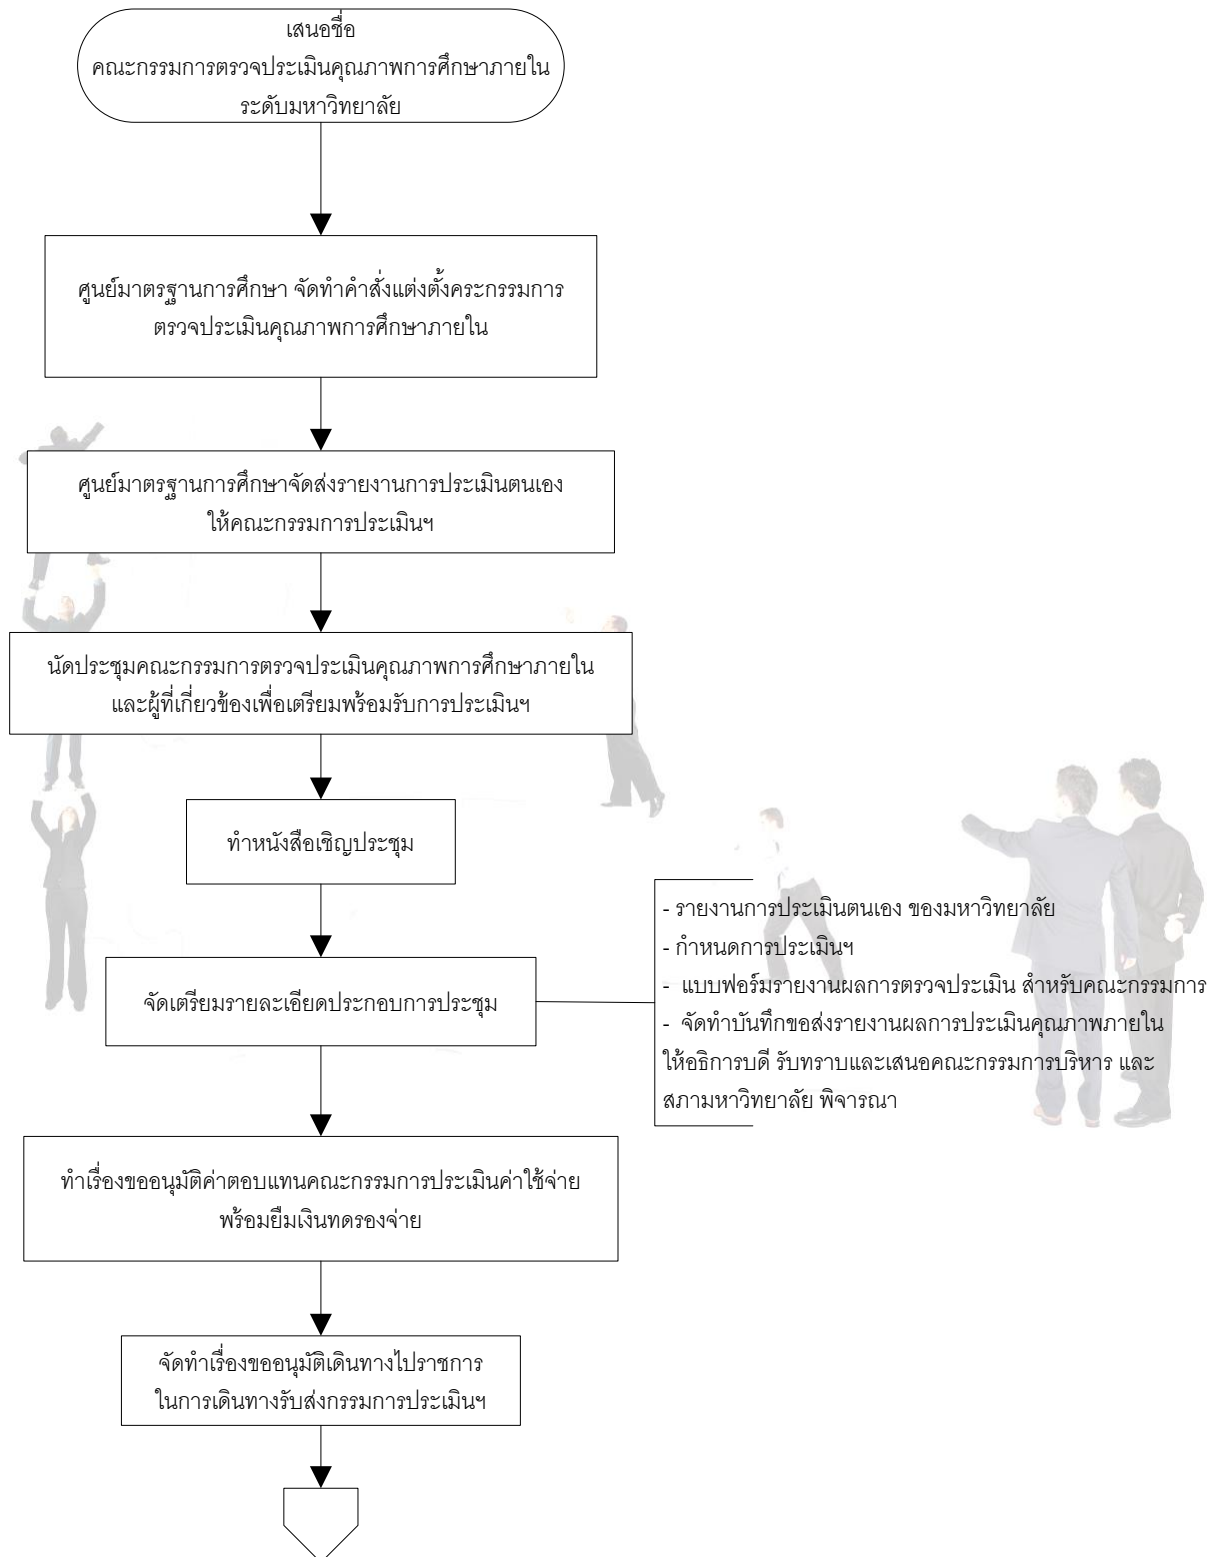 เสนอชื่อ
คณะกรรมการตรวจประเมินคุณภาพการศึกษาภายใน
ระดับมหาวิทยาลัย
ศูนย์มาตรฐานการศึกษา จัดทำคำสั่งแต่งตั้งคระกรรมการ
ตรวจประเมินคุณภาพการศึกษาภายใน
ศูนย์มาตรฐานการศึกษาจัดส่งรายงานการประเมินตนเอง
ให้คณะกรรมการประเมินฯ
นัดประชุมคณะกรรมการตรวจประเมินคุณภาพการศึกษาภายใน
และผู้ที่เกี่ยวข้องเพื่อเตรียมพร้อมรับการประเมินฯ
ทำหนังสือเชิญประชุม
จัดเตรียมรายละเอียดประกอบการประชุม
- รายงานการประเมินตนเอง ของมหาวิทยาลัย
- กำหนดการประเมินฯ
- แบบฟอร์มรายงานผลการตรวจประเมิน สำหรับคณะกรรมการ
- จัดทำบันทึกขอส่งรายงานผลการประเมินคุณภาพภายใน
ให้อธิการบดี รับทราบและเสนอคณะกรรมการบริหาร และ
สภามหาวิทยาลัย พิจารณา
ทำเรื่องขออนุมัติค่าตอบแทนคณะกรรมการประเมินค่าใช้จ่าย
พร้อมยืมเงินทดรองจ่าย
จัดทำเรื่องขออนุมัติเดินทางไปราชการ
ในการเดินทางรับส่งกรรมการประเมินฯ